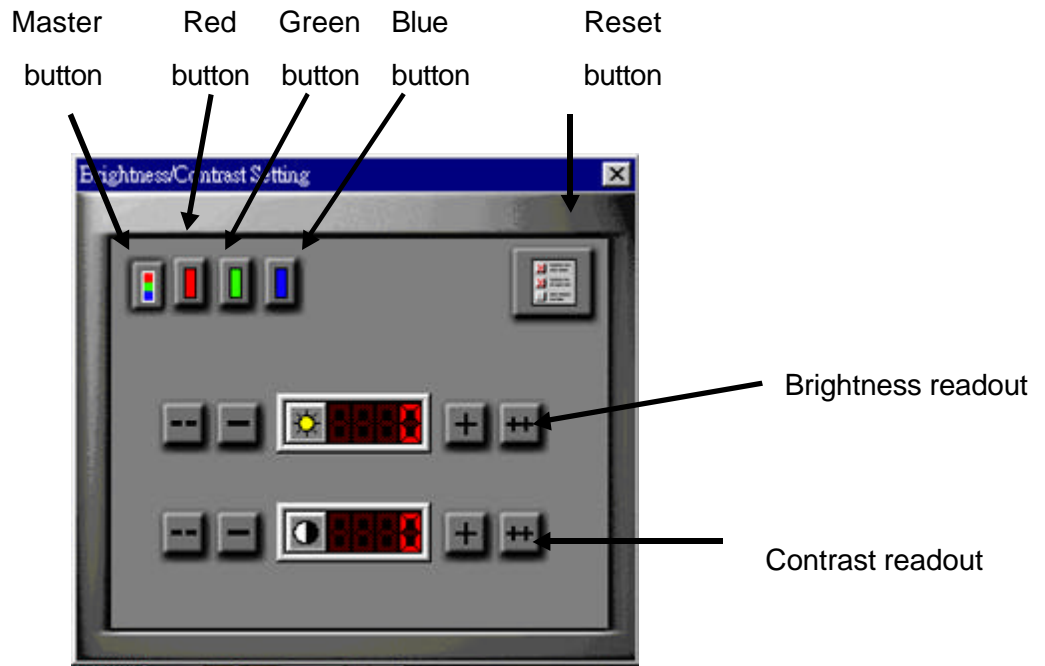 Master Red Green Blue Reset
button button button button button
Brightness/Contrast Setting
-- - 0 + ++
Brightness readout
-- - 0 + ++
Contrast readout